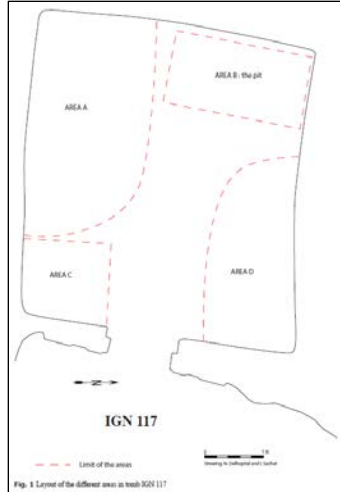 AREA A
AREA B : the pit
AREA C
AREA D
N
IGN 117
0
Limit of the areas
Fig. 1 Layout of the different areas in tomb IGN 117